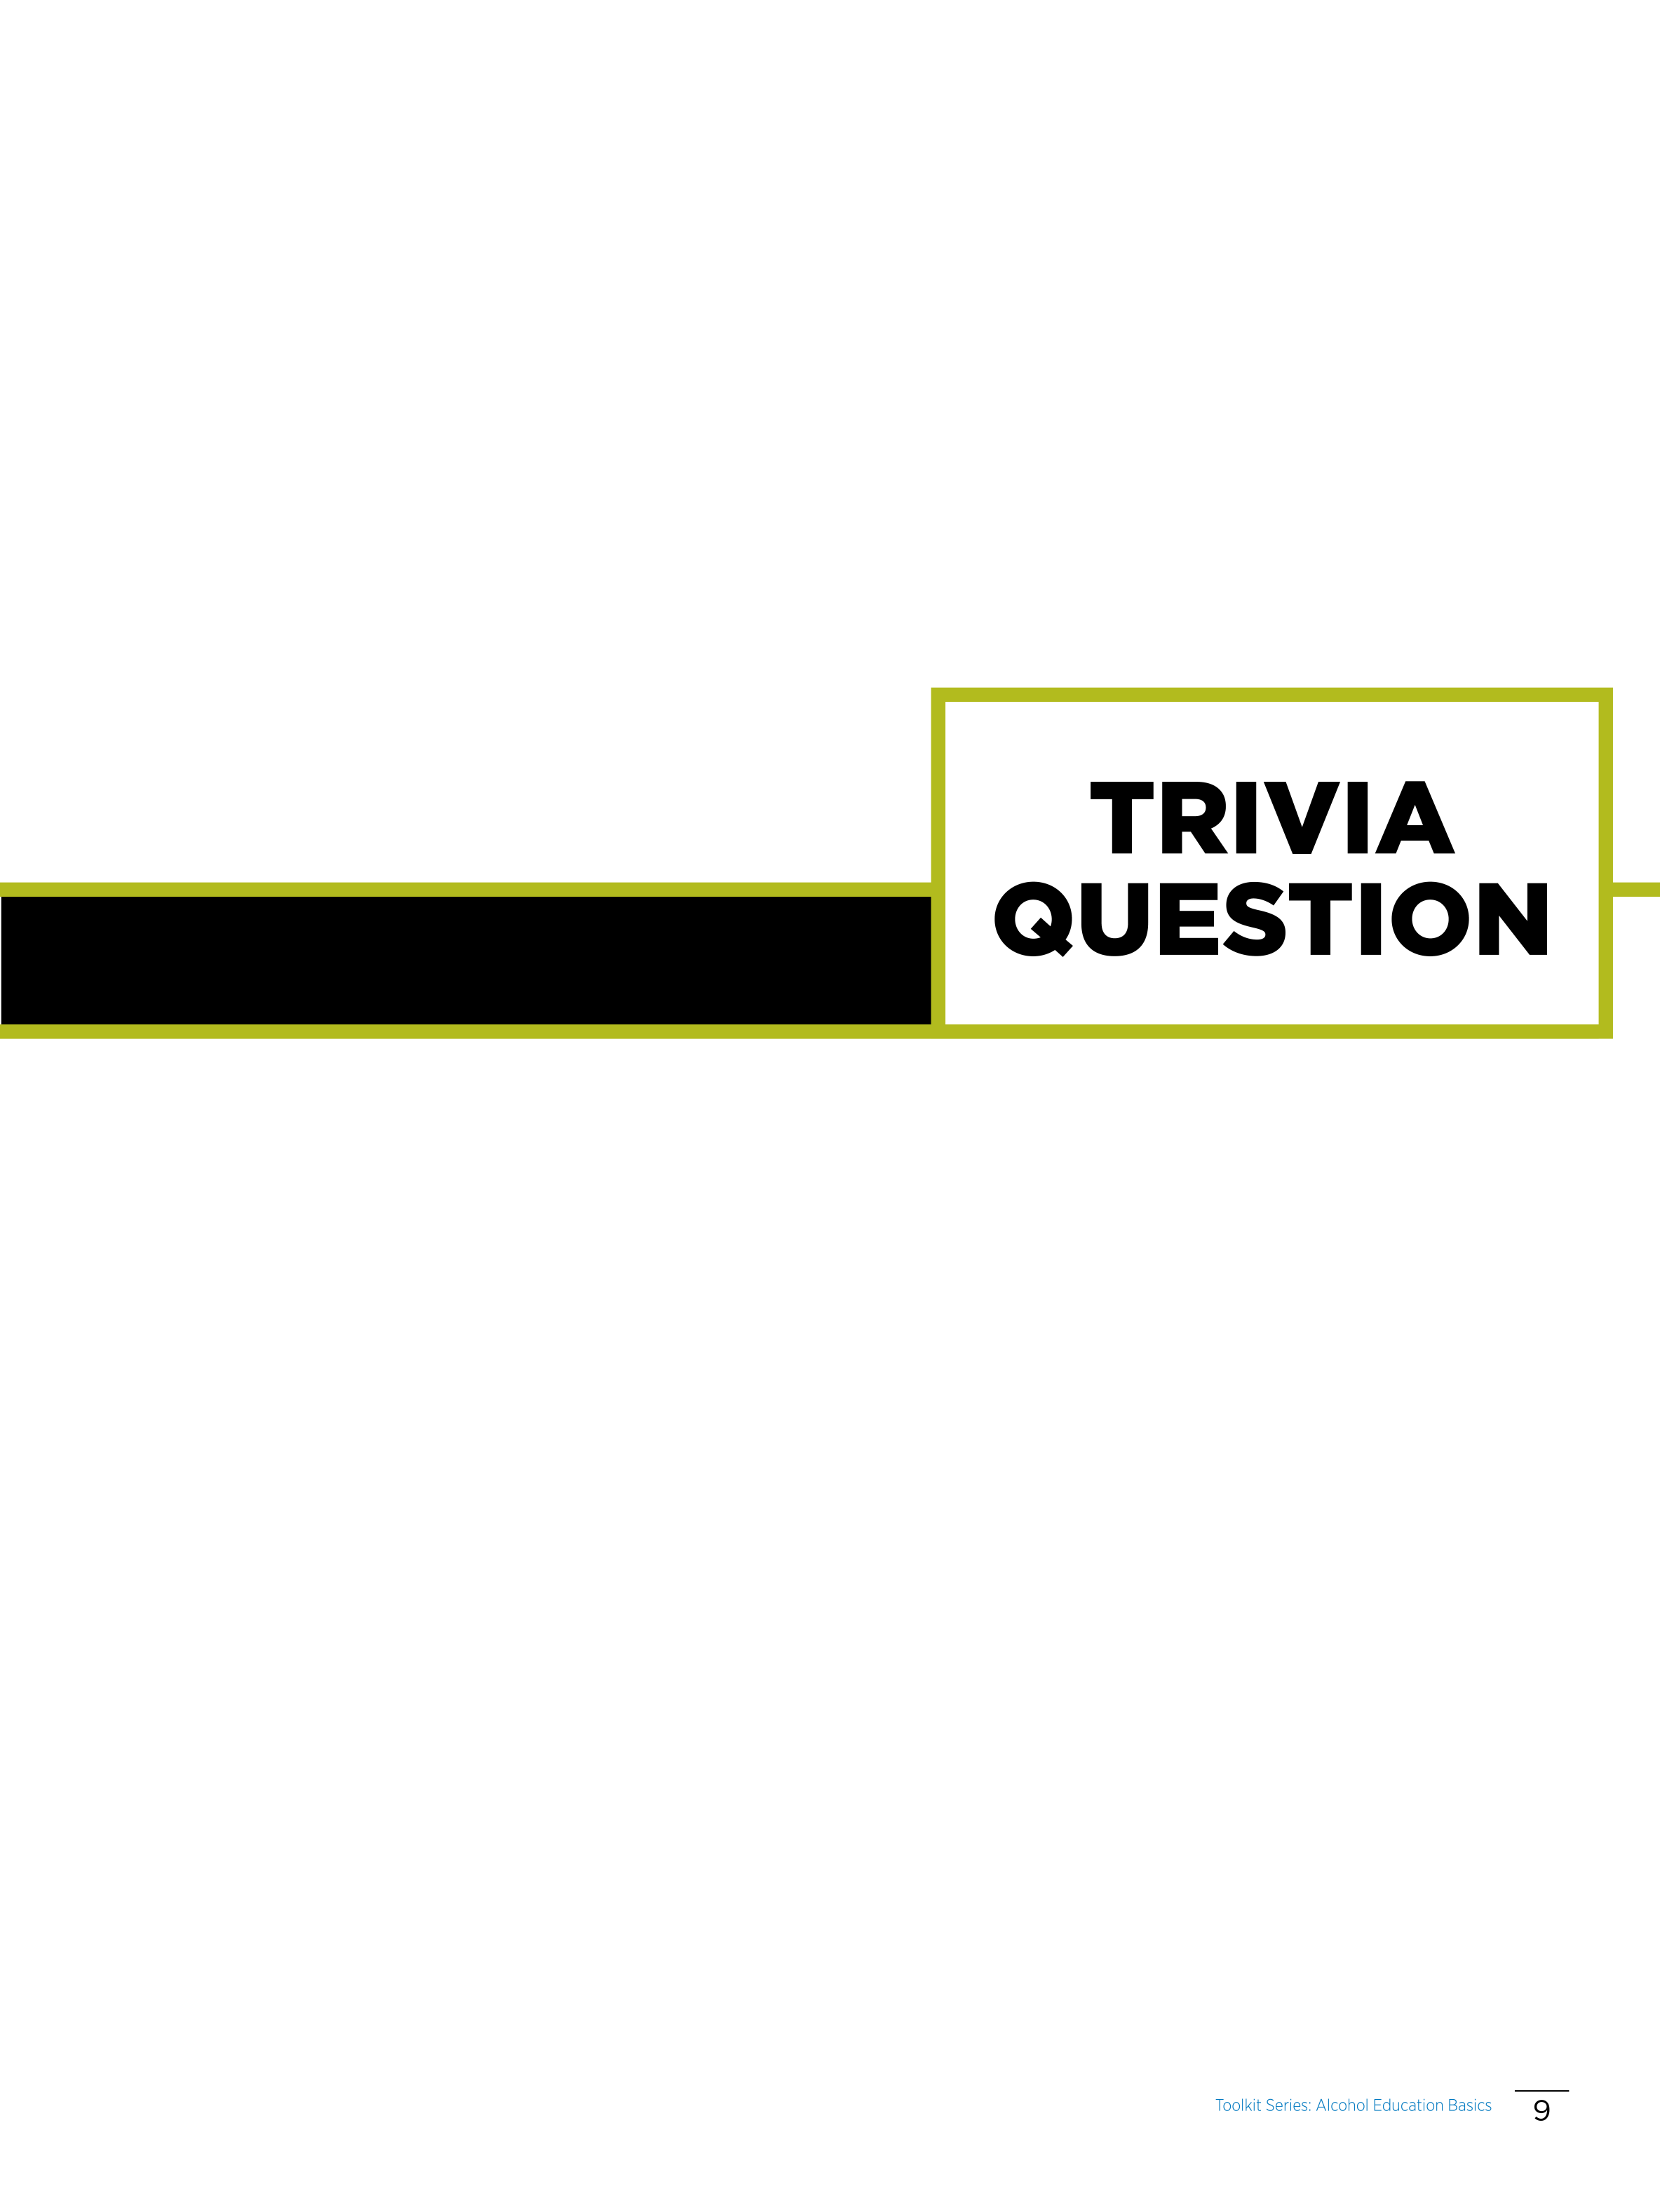 TRIVIA
QUESTION
Toolkit Series: Alcohol Education Basics
9